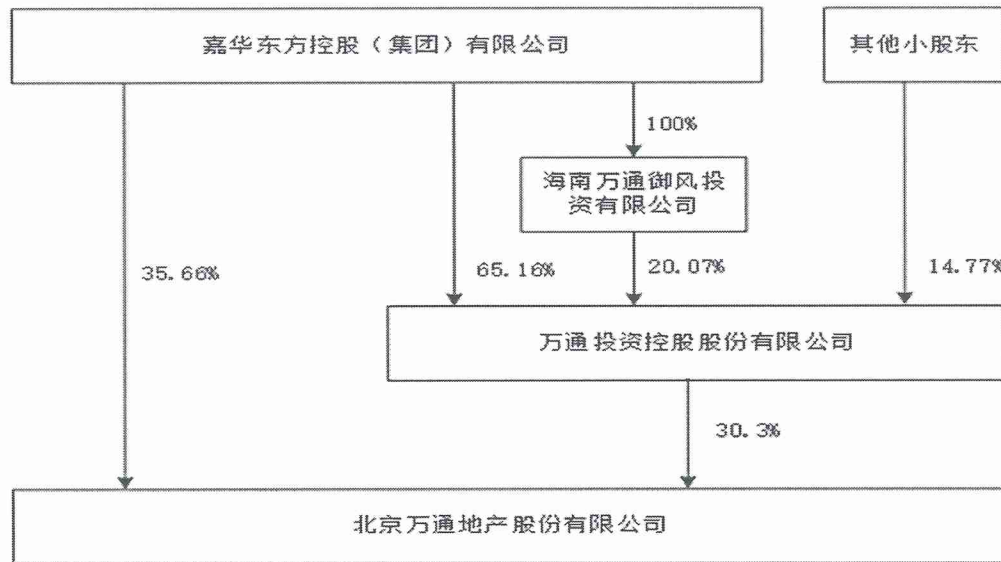 嘉华东方控股（集团）有限公司
其他小股东
100%
海南万通御风投
资有限公司
35.66%
65.16%
20.07%
14.77%
万通投资控股股份有限公司
30.3%
北京万通地产股份有限公司